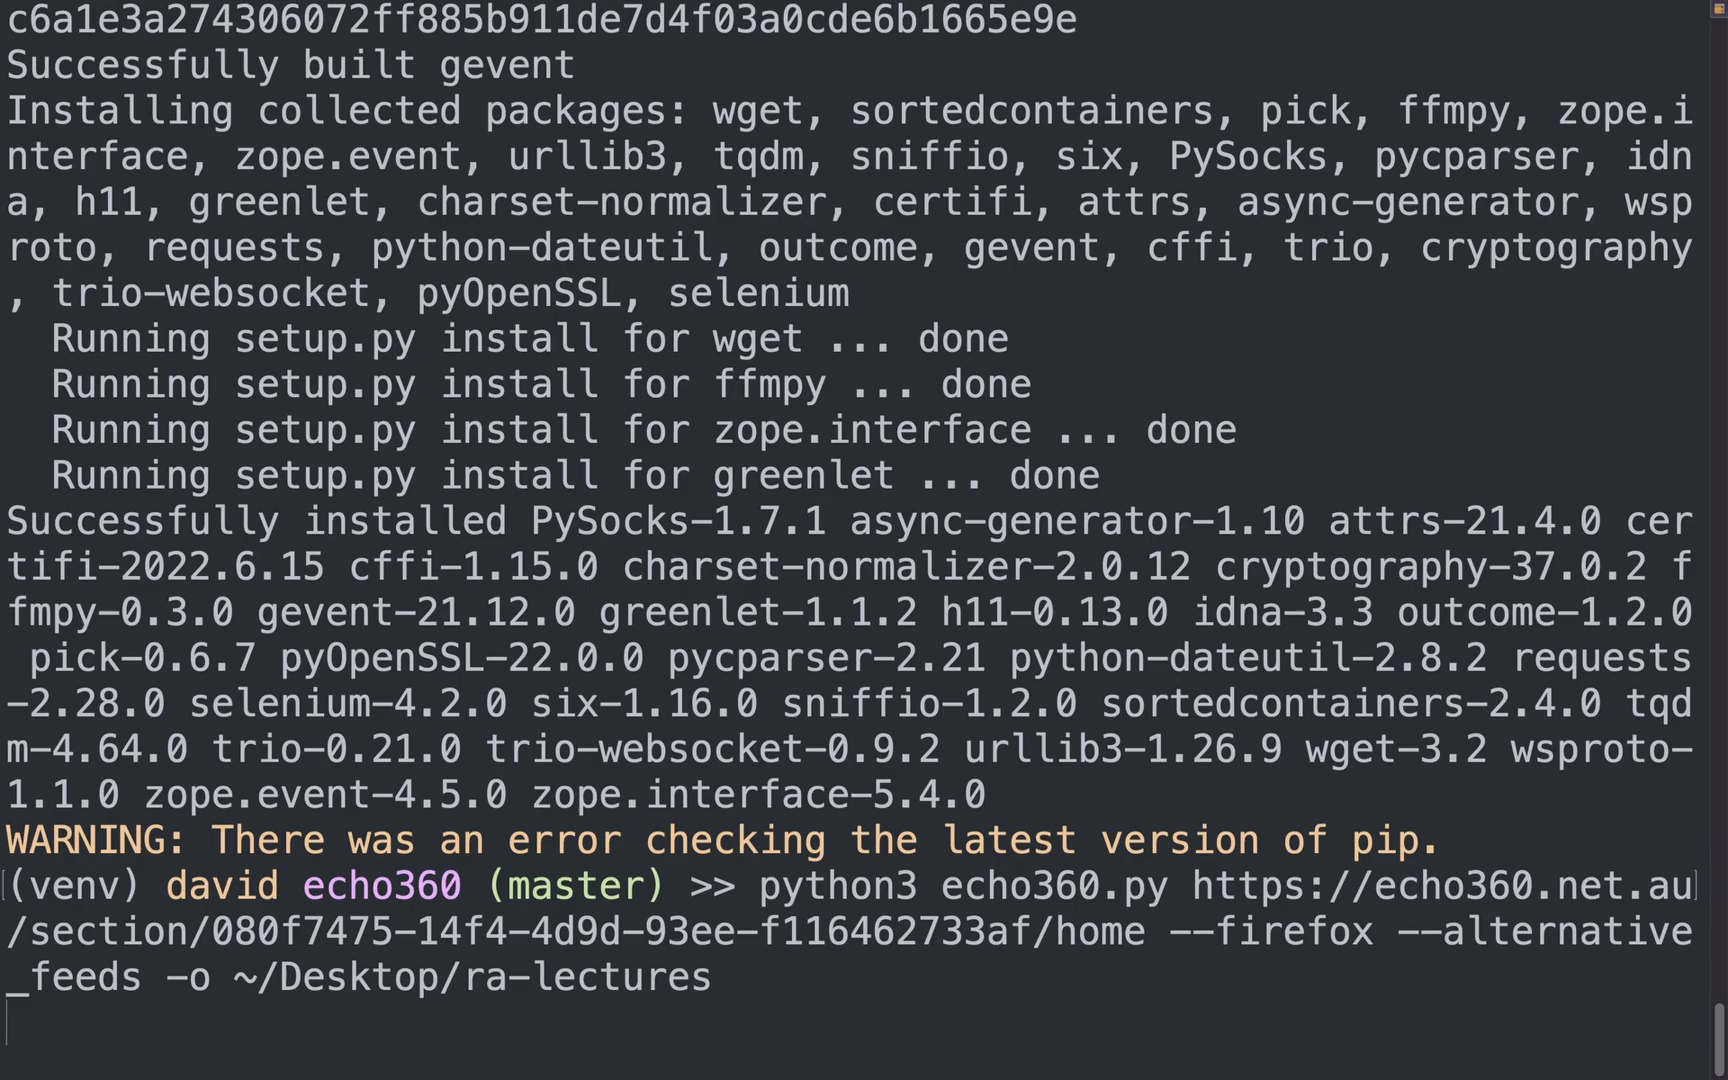 c6a1e3a274306072ff885b911de7d4f03a0cde6b1665e9e
Successfully built gevent
Installing collected packages: wget, sortedcontainers, pick, ffmpy, zope.i
nterface, zope.event, urllib3, tqdm, sniffio, six, PySocks, pycparser, idn
a, h11, greenlet, charset-normalizer, certifi, attrs, async-generator, wsp
roto, requests, python-dateutil, outcome, gevent, cffi, trio, cryptography
, trio-websocket, pyOpenSSL, selenium
  Running setup.py install for wget ... done
  Running setup.py install for ffmpy ... done
  Running setup.py install for zope.interface ... done
  Running setup.py install for greenlet ... done
Successfully installed PySocks-1.7.1 async-generator-1.10 attrs-21.4.0 cer
tifi-2022.6.15 cffi-1.15.0 charset-normalizer-2.0.12 cryptography-37.0.2 f
fmpy-0.3.0 gevent-21.12.0 greenlet-1.1.2 h11-0.13.0 idna-3.3 outcome-1.2.0
 pick-0.6.7 pyOpenSSL-22.0.0 pycparser-2.21 python-dateutil-2.8.2 requests
-2.28.0 selenium-4.2.0 six-1.16.0 sniffio-1.2.0 sortedcontainers-2.4.0 tqd
m-4.64.0 trio-0.21.0 trio-websocket-0.9.2 urllib3-1.26.9 wget-3.2 wsproto-
1.1.0 zope.event-4.5.0 zope.interface-5.4.0
WARNING: There was an error checking the latest version of pip.
(venv) david echo360 (master) >> python3 echo360.py https://echo360.net.au
/section/080f7475-14f4-4d9d-93ee-f116462733af/home --firefox --alternative
_feeds -o ~/Desktop/ra-lectures